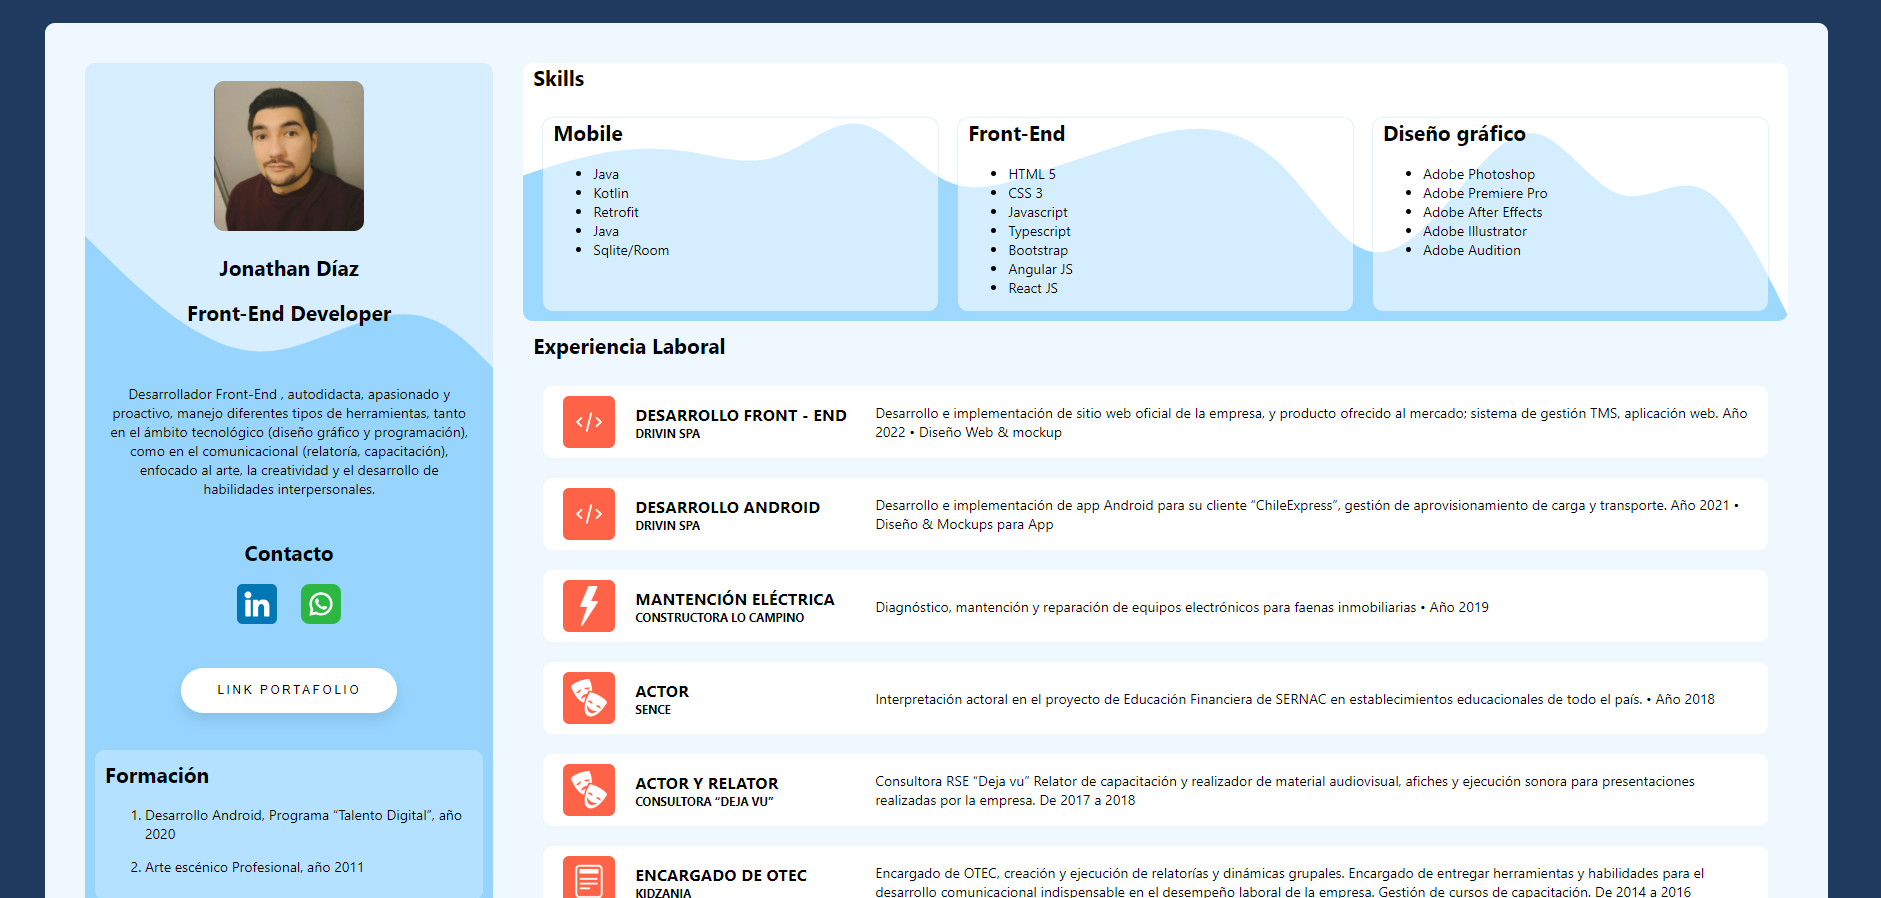 Jonathan Díaz
Front-End Developer
Desarrollador Front-End , autodidacta, apasionado y
proactivo, manejo diferentes tipos de herramientas, tanto
en el ámbito tecnológico (diseño gráfico y programación),
como en el comunicacional (relatoría, capacitación),
enfocado al arte, la creatividad y el desarrollo de
habilidades interpersonales.
Contacto
in
LINK PORTAFOLIO
Formación
1. Desarrollo Android, Programa “Talento Digital”, año
2020
2. Arte escénico Profesional, año 2011
Skills
Mobile
• Java
• Kotlin
• Retrofit
• Java
• Sqlite/Room
Front-End
• HTML 5
• CSS 3
• Javascript
• Typescript
• Bootstrap
• Angular JS
• React JS
Diseño gráfico
• Adobe Photoshop
• Adobe Premiere Pro
• Adobe After Effects
• Adobe Illustrator
• Adobe Audition
Experiencia Laboral
</>
DESARROLLO FRONT - END
DRIVIN SPA
Desarrollo e implementación de sitio web oficial de la empresa, y producto ofrecido al mercado; sistema de gestión TMS, aplicación web. Año
2022 • Diseño Web & mockup
</>
DESARROLLO ANDROID
DRIVIN SPA
Desarrollo e implementación de app Android para su cliente “ChileExpress”, gestión de aprovisionamiento de carga y transporte. Año 2021 •
Diseño & Mockups para App
MANTENCIÓN ELÉCTRICA
CONSTRUCTORA LO CAMPINO
Diagnóstico, mantención y reparación de equipos electrónicos para faenas inmobiliarias • Año 2019
ACTOR
SENCE
Interpretación actoral en el proyecto de Educación Financiera de SERNAC en establecimientos educacionales de todo el país. • Año 2018
ACTOR Y RELATOR
CONSULTORA “DEJA VU”
Consultora RSE “Deja vu” Relator de capacitación y realizador de material audiovisual, afiches y ejecución sonora para presentaciones
realizadas por la empresa. De 2017 a 2018
ENCARGADO DE OTEC
KIDZANIA
Encargado de OTEC, creación y ejecución de relatorías y dinámicas grupales. Encargado de entregar herramientas y habilidades para el
desarrollo comunicacional indispensable en el desempeño laboral de la empresa. Gestión de cursos de capacitación. De 2014 a 2016